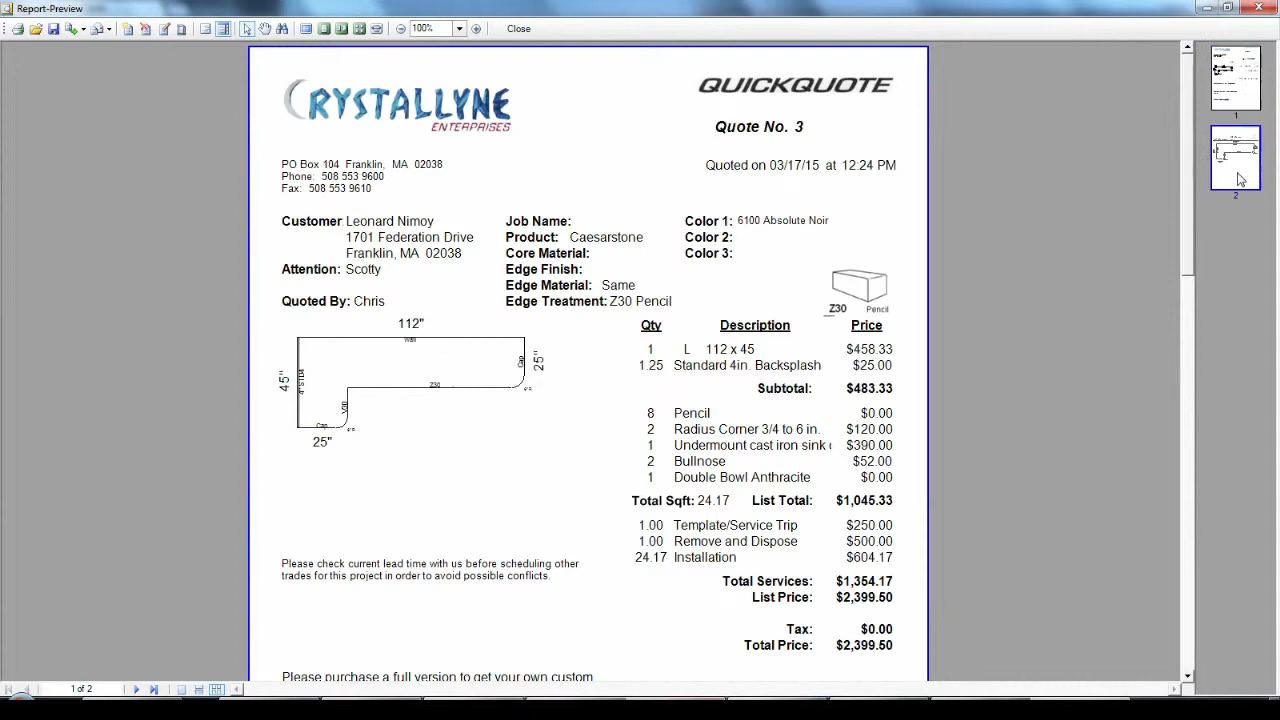 Report-Preview
100%
Close
CRYSTALLYNE
ENTERPRISES
QUICKQUOTE
Quote No. 3
PO Box 104 Franklin, MA 02038
Phone: 508 553 9600
Fax: 508 553 9610
Quoted on 03/17/15 at 12:24 PM
Customer Leonard Nimoy
1701 Federation Drive
Franklin, MA 02038
Attention: Scotty
Quoted By: Chris
Job Name:
Product: Caesarstone
Core Material:
Edge Finish:
Edge Material: Same
Edge Treatment: Z30 Pencil
Color 1: 6100 Absolute Noir
Color 2:
Color 3:
Z30 Pencil
112"
Wall
45"
4" STD4
Cap
25"
Z30
Z30
Cap
25"
Qty Description Price
1 L 112 x 45 $458.33
1.25 Standard 4in. Backsplash $25.00
Subtotal: $483.33
8 Pencil $0.00
2 Radius Corner 3/4 to 6 in. $120.00
1 Undermount cast iron sink $390.00
2 Bullnose $52.00
1 Double Bowl Anthracite $0.00
Total Sqft: 24.17 List Total: $1,045.33
1.00 Template/Service Trip $250.00
1.00 Remove and Dispose $500.00
24.17 Installation $604.17
Total Services: $1,354.17
List Price: $2,399.50
Tax: $0.00
Total Price: $2,399.50
Please check current lead time with us before scheduling other
trades for this project in order to avoid possible conflicts.
Please purchase a full version to get your own custom
1
2
1 of 2